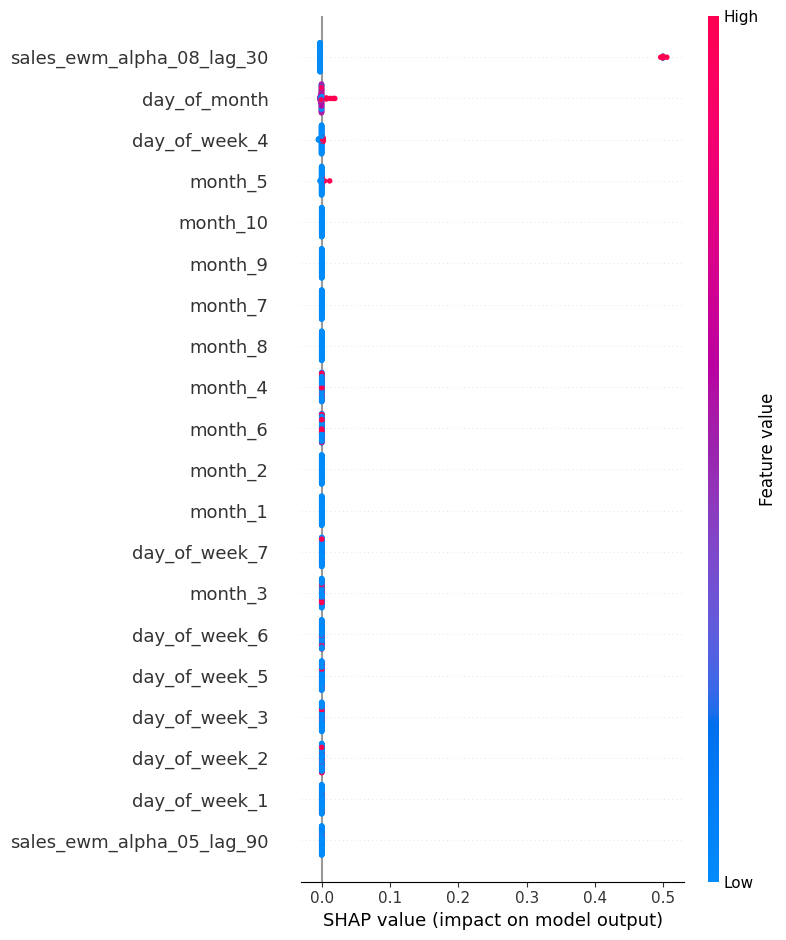 High
sales_ewm_alpha_08_lag_30
day_of_month
day_of_week_4
month_5
month_10
month_9
month_7
month_8
month_4
month_6
month_2
month_1
day_of_week_7
month_3
day_of_week_6
day_of_week_5
day_of_week_3
day_of_week_2
day_of_week_1
sales_ewm_alpha_05_lag_90
Feature value
Low
0.0 0.1 0.2 0.3 0.4 0.5
SHAP value (impact on model output)